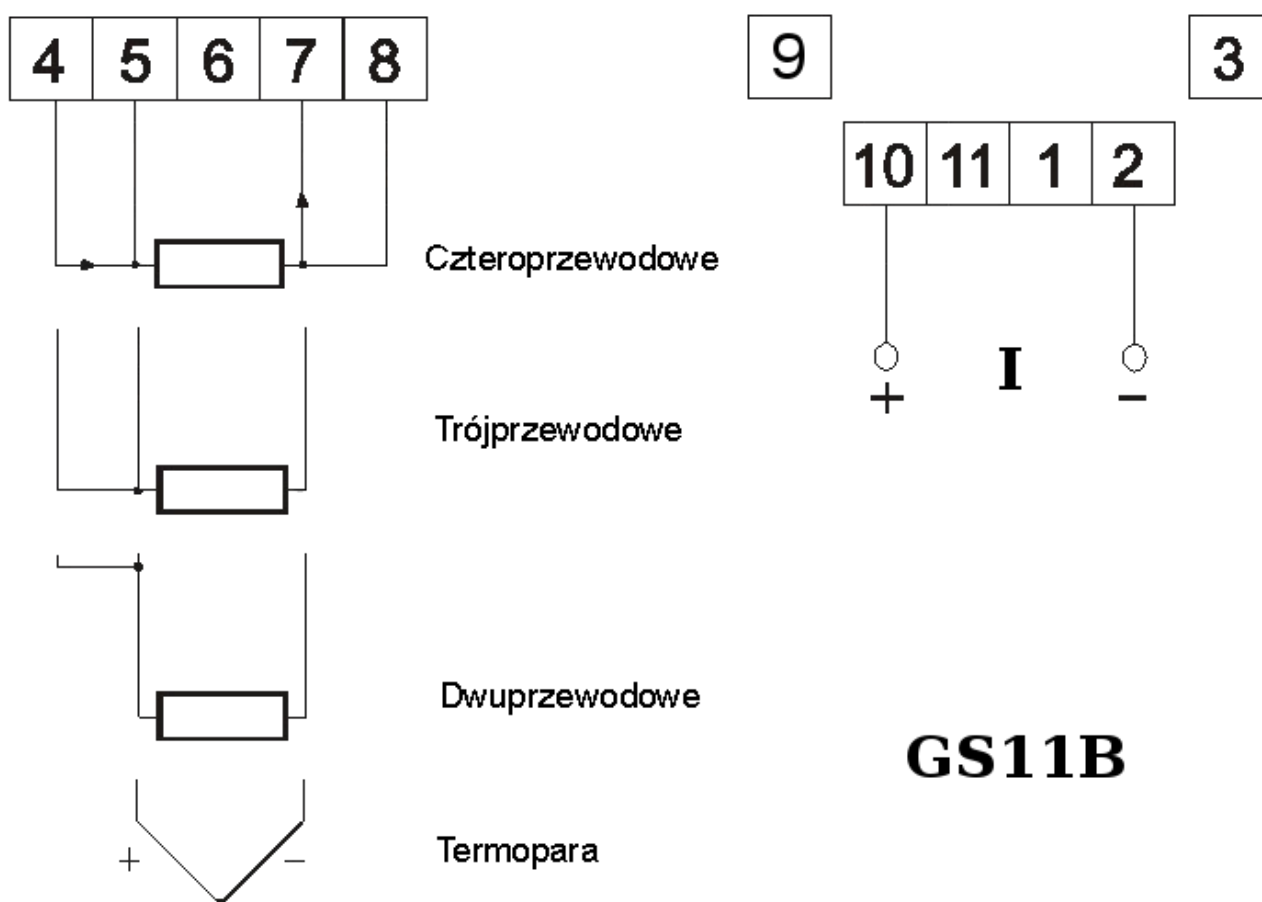 4 5 6 7 8
9
3
10 11 1 2
Czteroprzewodowe
I
+ −
Trójprzewodowe
Dwuprzewodowe
GS11B
+ −
Termopara